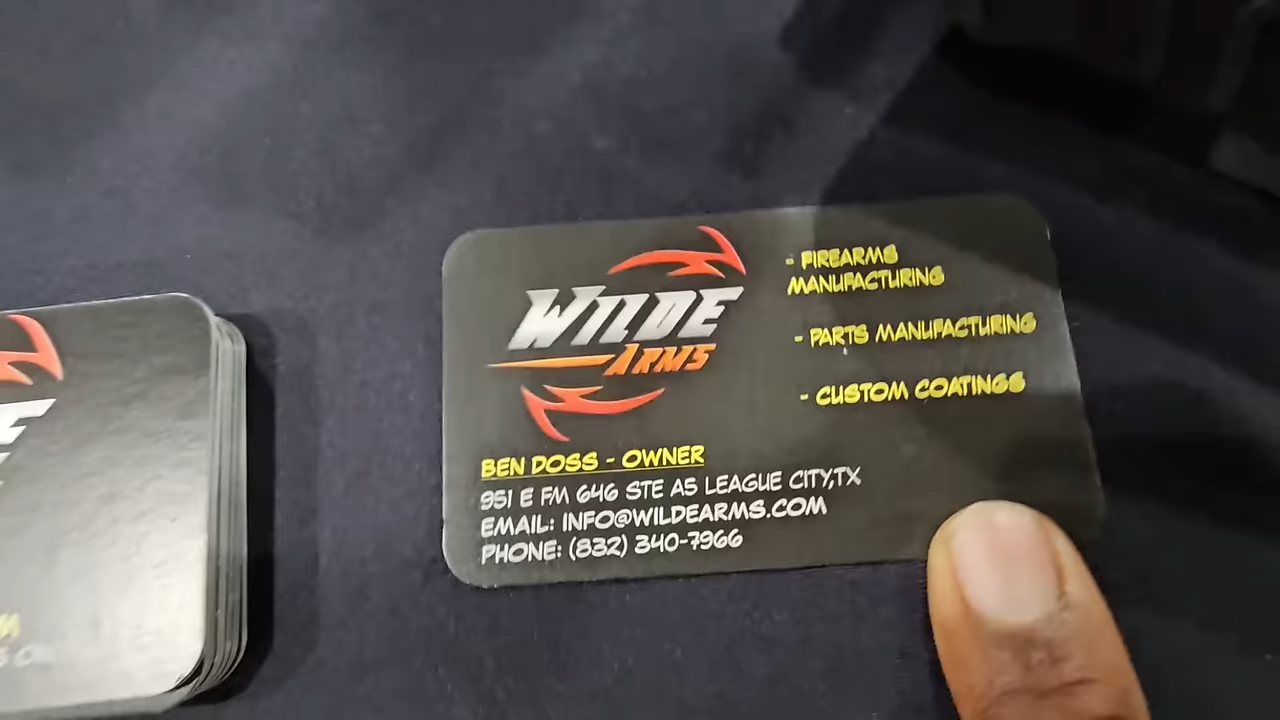 WILDE
ARMS
- FIREARMS
MANUFACTURING
- PARTS MANUFACTURING
- CUSTOM COATINGS
BEN DOSS - OWNER
951 E FM 646 STE A5 LEAGUE CITY,TX
EMAIL: INFO@WILDEARMS.COM
PHONE: (832) 340-7966